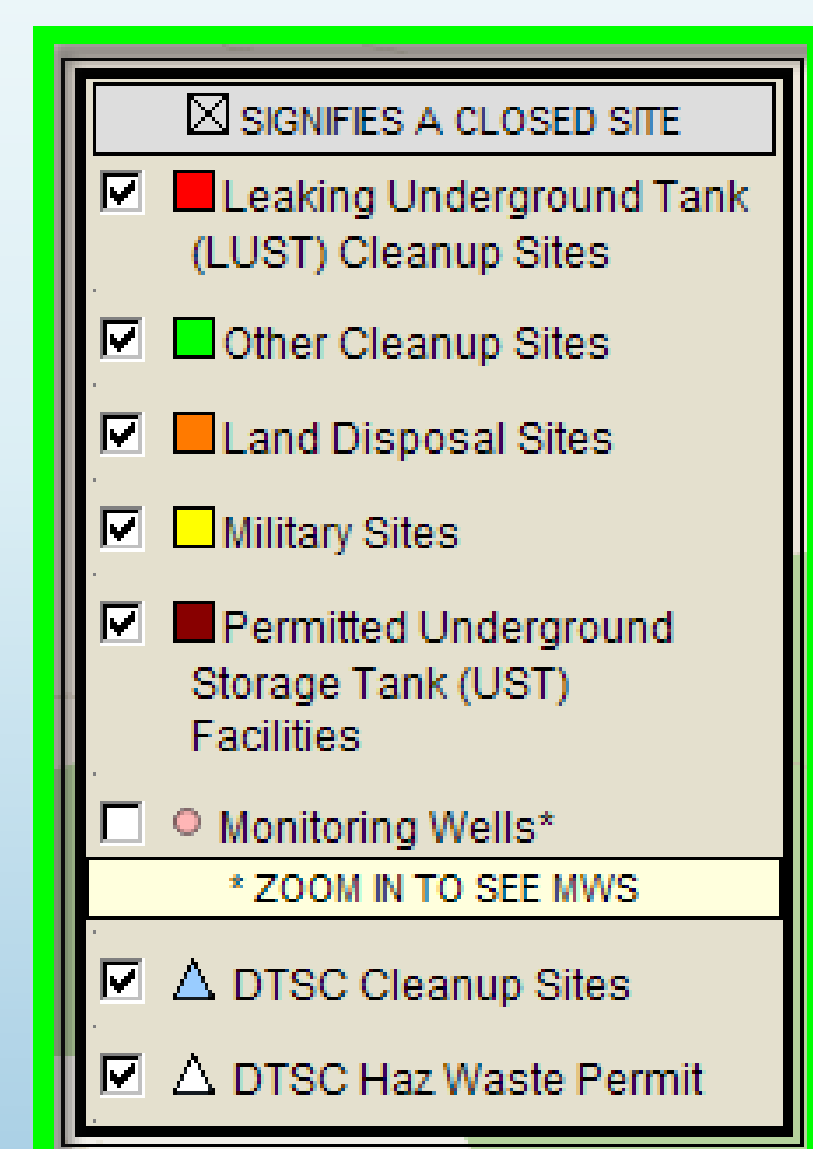 SIGNIFIES A CLOSED SITE
Leaking Underground Tank
(LUST) Cleanup Sites
Other Cleanup Sites
Land Disposal Sites
Military Sites
Permitted Underground
Storage Tank (UST)
Facilities
Monitoring Wells*
* ZOOM IN TO SEE MWS
DTSC Cleanup Sites
DTSC Haz Waste Permit